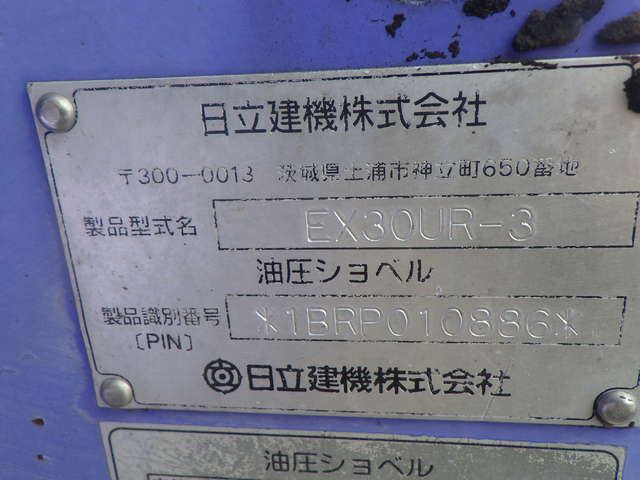 日立建機株式会社
〒300-0013 茨城県土浦市神立町650番地
製品型式名 EX30UR-3
油圧ショベル
製品識別番号 *1BRP010886*
[PIN]
日立建機株式会社
油圧ショベル